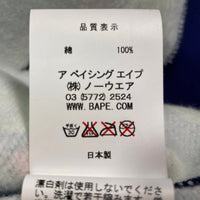 品質表示
綿 100%
ア ベイシング エイプ
(株) ノーウエア
03 (5772) 2524
WWW.BAPE.COM
日本製
漂白剤は使用しないでください。